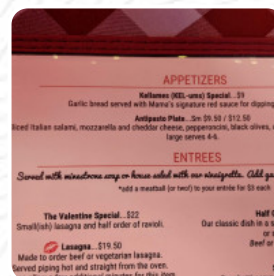 APPETIZERS
Kellames (KEL-ums) Special...$9
Garlic bread served with Mama's signature red sauce for dipping
Antipasto Plate...Sm $9.50 / $12.50
liced Italian salami, mozzarella and cheddar cheese, pepperoncini, black olives,
large serves 4-6.
ENTREES
Served with minestrone soup or house salad with our vinaigrette. Add ga
*add a meatball (or two!) to your entrée for $3 each
The Valentine Special...$22
Small(ish) lasagna and half order of ravioli.
Half
Our classic dish in a s
or
Beef or
Lasagna...$19.50
Made to order beef or vegetarian lasagna.
Served piping hot and straight from the oven.